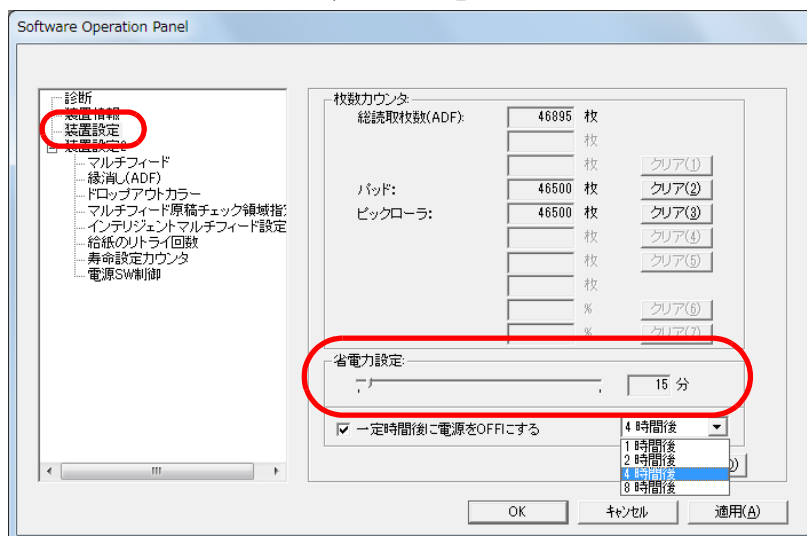 Software Operation Panel
診断
装置情報
装置設定
装置設定2
マルチフィード
縁消し(ADF)
ドロップアウトカラー
マルチフィード原稿チェック領域指
インテリジェントマルチフィード設定
給紙のリトライ回数
寿命設定カウンタ
電源SW制御
枚数カウンタ:
総読取枚数(ADF): 46895 枚
枚
枚 クリア(1)
パッド: 46500 枚 クリア(2)
ピックローラ: 46500 枚 クリア(3)
枚 クリア(4)
枚 クリア(5)
枚
% クリア(6)
% クリア(7)
省電力設定:
15 分
一定時間後に電源をOFFにする 4 時間後
1 時間後
2 時間後
4 時間後
8 時間後
OK キャンセル 適用(A)